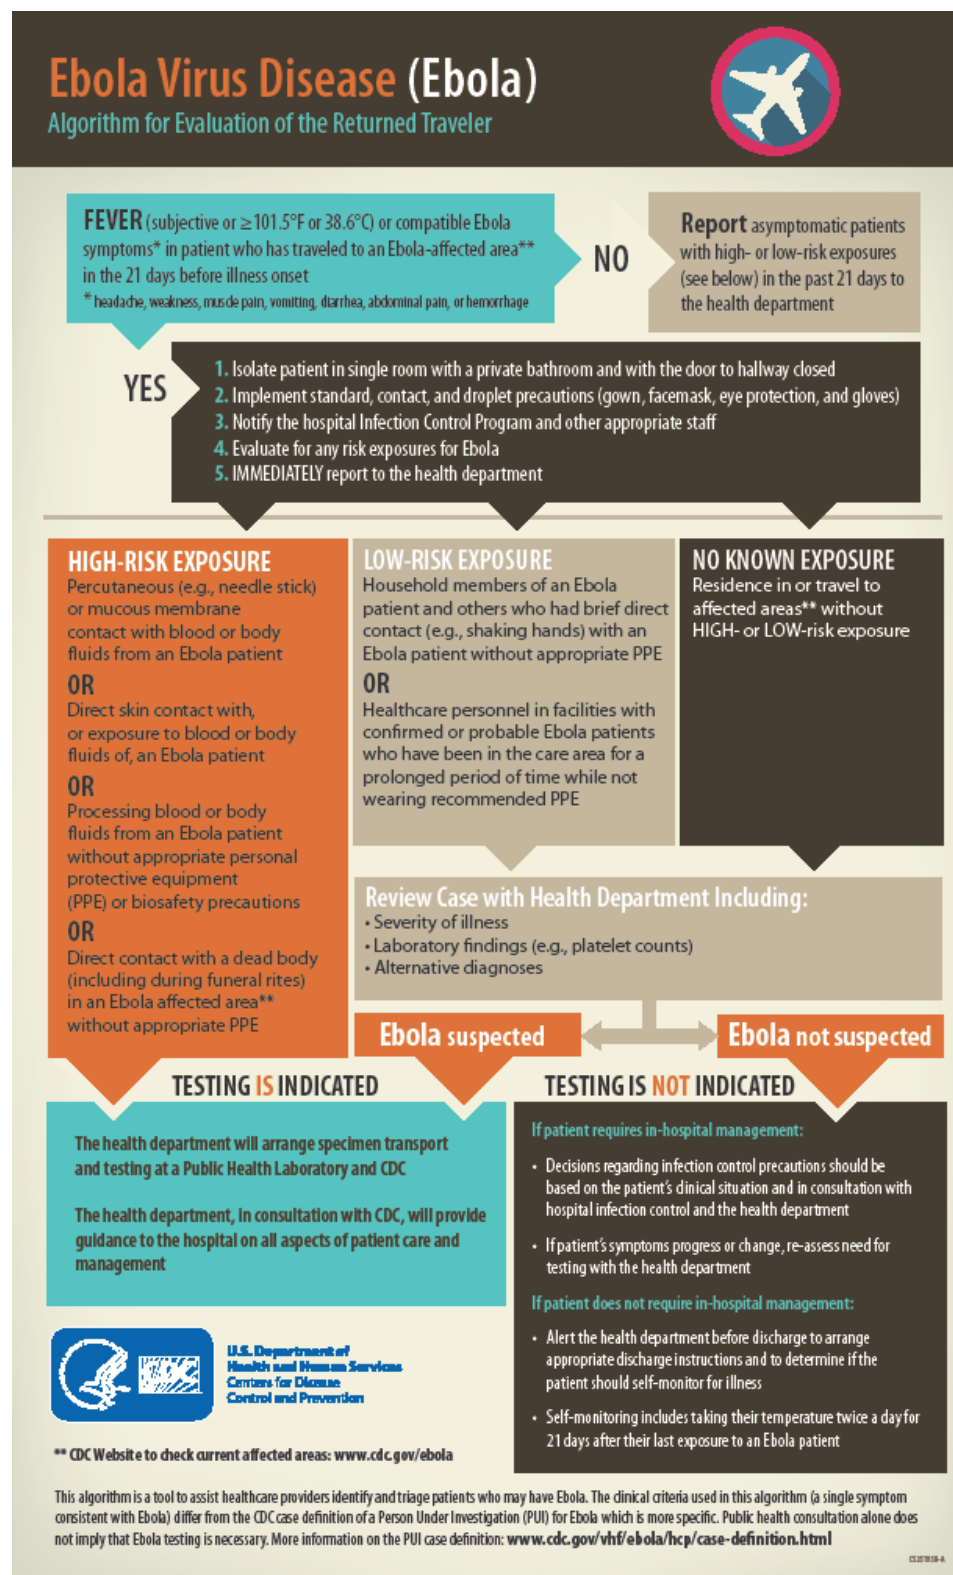 Ebola Virus Disease (Ebola)
Algorithm for Evaluation of the Returned Traveler
FEVER (subjective or ≥101.5°F or 38.6°C) or compatible Ebola
symptoms* in patient who has traveled to an Ebola-affected area**
in the 21 days before illness onset
* headache, weakness, muscle pain, vomiting, diarrhea, abdominal pain, or hemorrhage
NO
Report asymptomatic patients
with high- or low-risk exposures
(see below) in the past 21 days to
the health department
YES
1. Isolate patient in single room with a private bathroom and with the door to hallway closed
2. Implement standard, contact, and droplet precautions (gown, facemask, eye protection, and gloves)
3. Notify the hospital Infection Control Program and other appropriate staff
4. Evaluate for any risk exposures for Ebola
5. IMMEDIATELY report to the health department
HIGH-RISK EXPOSURE
Percutaneous (e.g., needle stick)
or mucous membrane
contact with blood or body
fluids from an Ebola patient
OR
Direct skin contact with,
or exposure to blood or body
fluids of, an Ebola patient
OR
Processing blood or body
fluids from an Ebola patient
without appropriate personal
protective equipment
(PPE) or biosafety precautions
OR
Direct contact with a dead body
(including during funeral rites)
in an Ebola affected area**
without appropriate PPE
LOW-RISK EXPOSURE
Household members of an Ebola
patient and others who had brief direct
contact (e.g., shaking hands) with an
Ebola patient without appropriate PPE
OR
Healthcare personnel in facilities with
confirmed or probable Ebola patients
who have been in the care area for a
prolonged period of time while not
wearing recommended PPE
NO KNOWN EXPOSURE
Residence in or travel to
affected areas** without
HIGH- or LOW-risk exposure
Review Case with Health Department Including:
• Severity of illness
• Laboratory findings (e.g., platelet counts)
• Alternative diagnoses
Ebola suspected
Ebola not suspected
TESTING IS INDICATED
The health department will arrange specimen transport
and testing at a Public Health Laboratory and CDC
The health department, in consultation with CDC, will provide
guidance to the hospital on all aspects of patient care and
management
TESTING IS NOT INDICATED
If patient requires in-hospital management:
• Decisions regarding infection control precautions should be
based on the patient's clinical situation and in consultation with
hospital infection control and the health department
• If patient's symptoms progress or change, re-assess need for
testing with the health department
If patient does not require in-hospital management:
• Alert the health department before discharge to arrange
appropriate discharge instructions and to determine if the
patient should self-monitor for illness
• Self-monitoring includes taking their temperature twice a day for
21 days after their last exposure to an Ebola patient
CDC
U.S. Department of
Health and Human Services
Centers for Disease
Control and Prevention
** CDC Website to check current affected areas: www.cdc.gov/ebola
This algorithm is a tool to assist healthcare providers identify and triage patients who may have Ebola. The clinical criteria used in this algorithm (a single symptom
consistent with Ebola) differ from the CDC case definition of a Person Under Investigation (PUI) for Ebola which is more specific. Public health consultation alone does
not imply that Ebola testing is necessary. More information on the PUI case definition: www.cdc.gov/vhf/ebola/hcp/case-definition.html